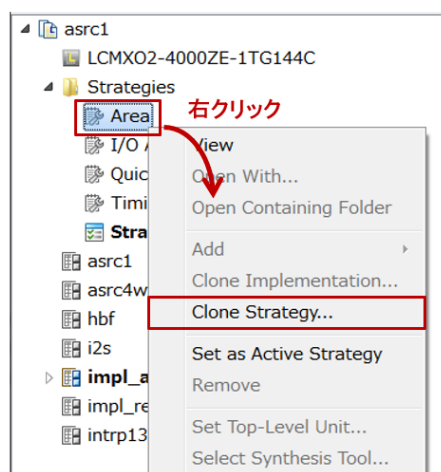 asrc1
LCMXO2-4000ZE-1TG144C
Strategies
Area 右クリック
I/O View
Quic Open With...
Timi Open Containing Folder
Stra
asrc1 Add
asrc4w Clone Implementation...
hbf Clone Strategy...
i2s
impl_a Set as Active Strategy
impl_re Remove
intrp13 Set Top-Level Unit...
Select Synthesis Tool...